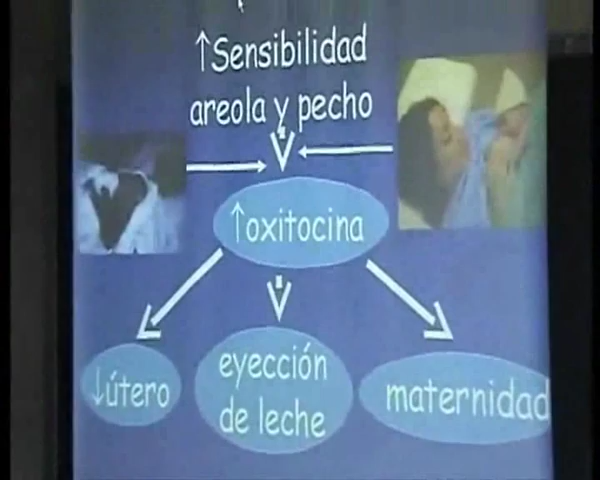 ↑Sensibilidad
areola y pecho
↑oxitocina
↓útero
eyección
de leche
maternidad